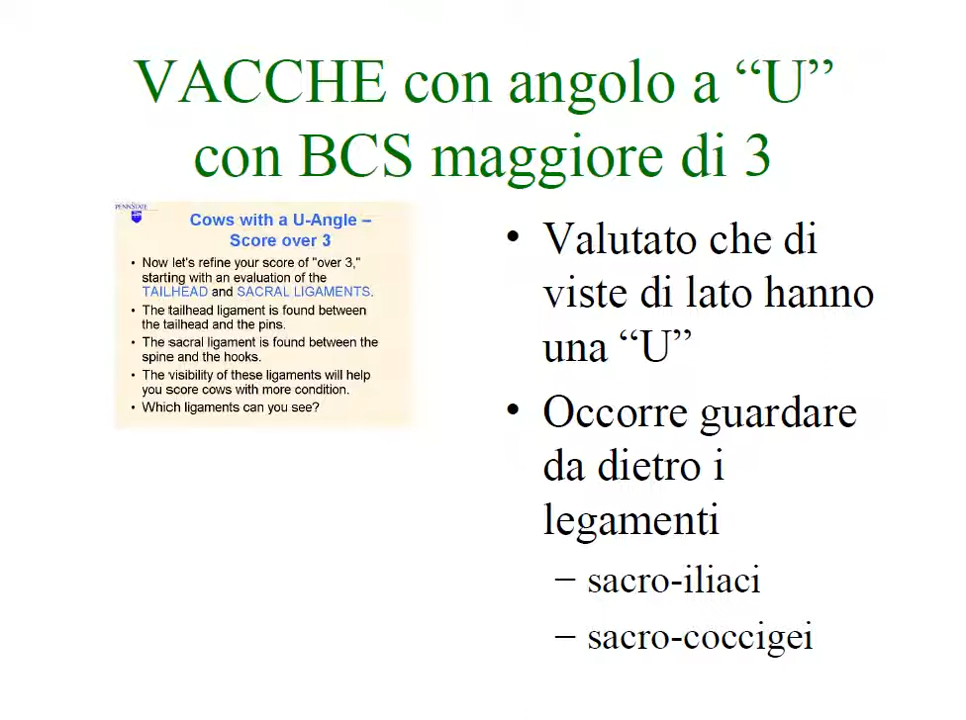 VACCHE con angolo a “U”
con BCS maggiore di 3
PENNSTATE
Cows with a U-Angle –
Score over 3
• Now let's refine your score of "over 3,"
starting with an evaluation of the
TAILHEAD and SACRAL LIGAMENTS.
• The tailhead ligament is found between
the tailhead and the pins.
• The sacral ligament is found between the
spine and the hooks.
• The visibility of these ligaments will help
you score cows with more condition.
• Which ligaments can you see?
• Valutato che di
viste di lato hanno
una “U”
• Occorre guardare
da dietro i
legamenti
– sacro-iliaci
– sacro-coccigei